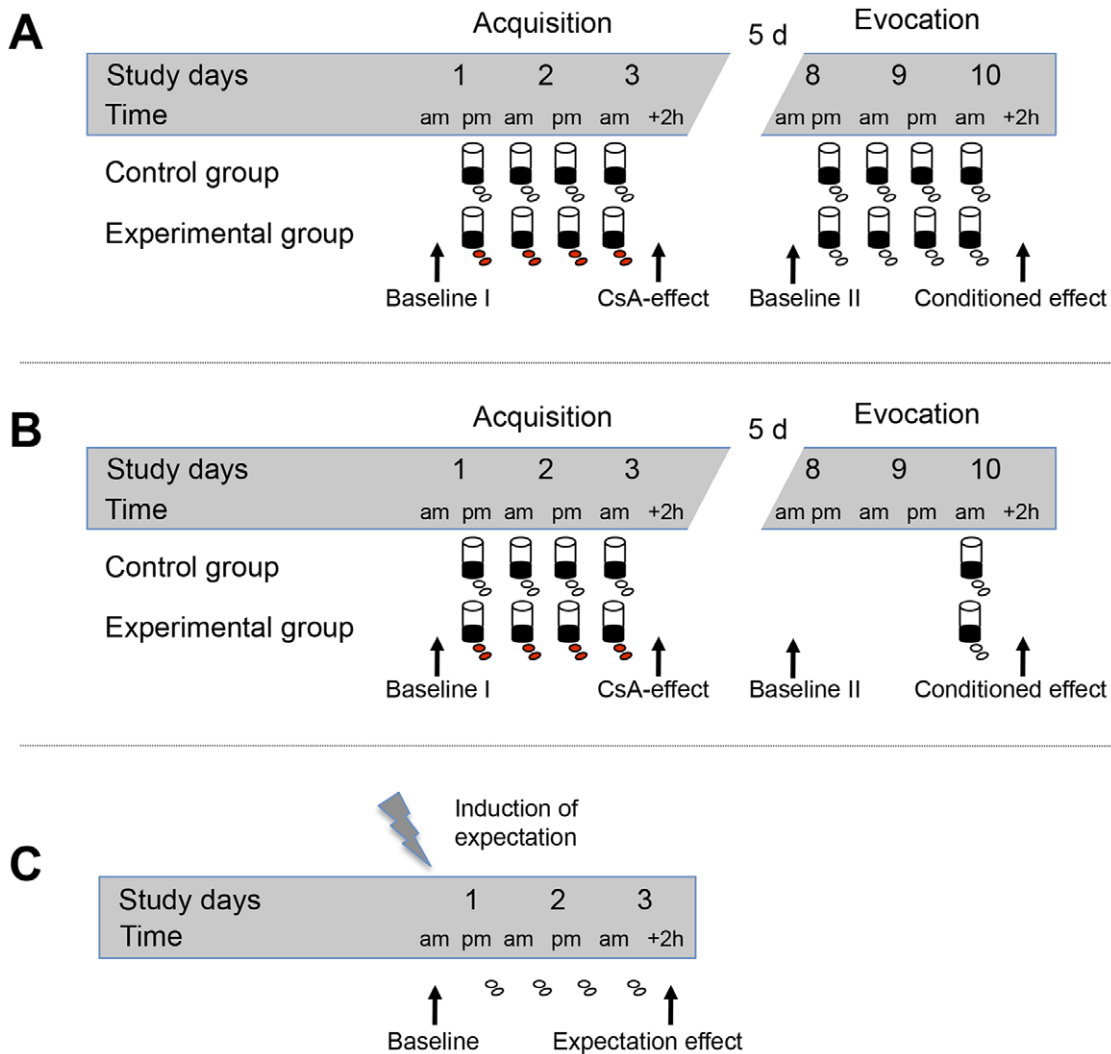 A
Acquisition
5 d
Evocation
Study days 1 2 3 8 9 10
Time am pm am pm am +2h am pm am pm am +2h
Control group
Experimental group
Baseline I CsA-effect Baseline II Conditioned effect
B
Acquisition
5 d
Evocation
Study days 1 2 3 8 9 10
Time am pm am pm am +2h am pm am pm am +2h
Control group
Experimental group
Baseline I CsA-effect Baseline II Conditioned effect
Induction of
expectation
C
Study days 1 2 3
Time am pm am pm am +2h
Baseline Expectation effect